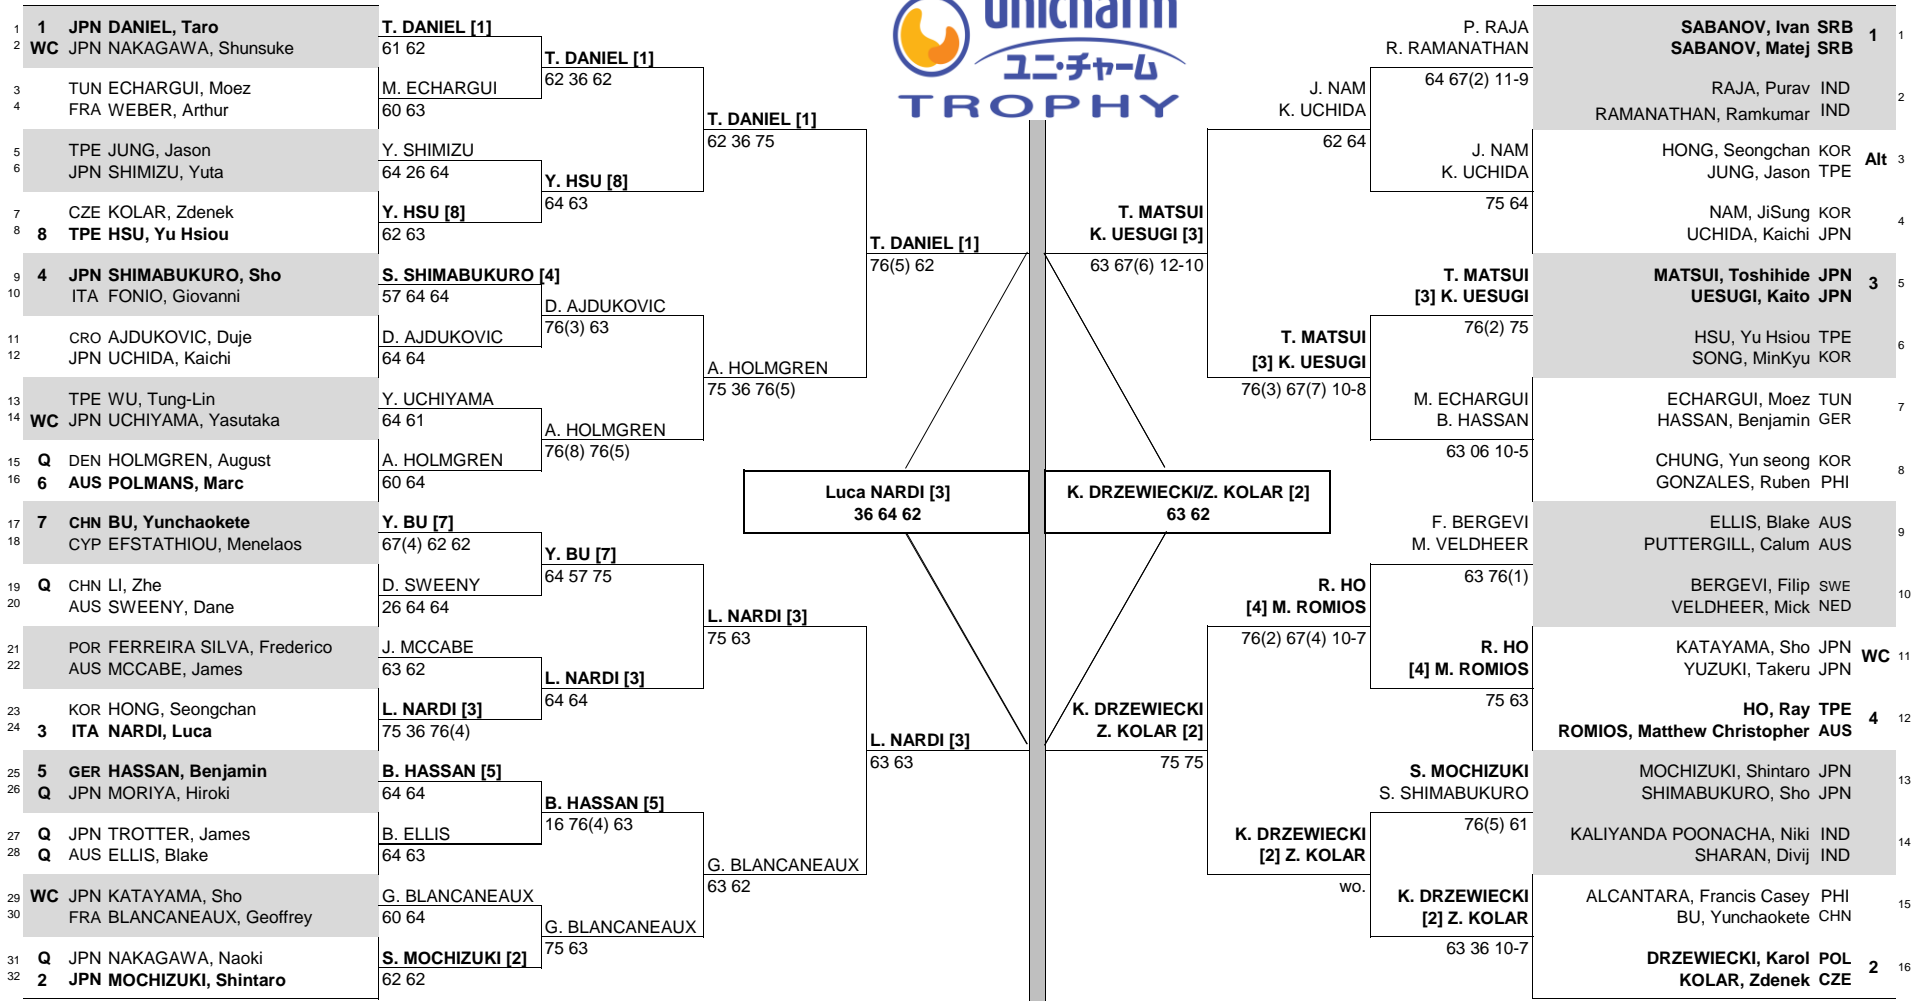 unicharm
ユニ・チャーム
TROPHY
1 1 JPN DANIEL, Taro
2 WC JPN NAKAGAWA, Shunsuke
3 TUN ECHARGUI, Moez
4 FRA WEBER, Arthur
5 TPE JUNG, Jason
6 JPN SHIMIZU, Yuta
7 CZE KOLAR, Zdenek
8 8 TPE HSU, Yu Hsiou
9 4 JPN SHIMABUKURO, Sho
10 ITA FONIO, Giovanni
11 CRO AJDUKOVIC, Duje
12 JPN UCHIDA, Kaichi
13 TPE WU, Tung-Lin
14 WC JPN UCHIYAMA, Yasutaka
15 Q DEN HOLMGREN, August
16 6 AUS POLMANS, Marc
17 7 CHN BU, Yunchaokete
18 CYP EFSTATHIOU, Menelaos
19 Q CHN LI, Zhe
20 AUS SWEENY, Dane
21 POR FERREIRA SILVA, Frederico
22 AUS MCCABE, James
23 KOR HONG, Seongchan
24 3 ITA NARDI, Luca
25 5 GER HASSAN, Benjamin
26 Q JPN MORIYA, Hiroki
27 Q JPN TROTTER, James
28 Q AUS ELLIS, Blake
29 WC JPN KATAYAMA, Sho
30 FRA BLANCANEAUX, Geoffrey
31 Q JPN NAKAGAWA, Naoki
32 2 JPN MOCHIZUKI, Shintaro
T. DANIEL [1]
61 62
M. ECHARGUI
60 63
Y. SHIMIZU
64 26 64
Y. HSU [8]
62 63
S. SHIMABUKURO [4]
57 64 64
D. AJDUKOVIC
64 64
Y. UCHIYAMA
64 61
A. HOLMGREN
60 64
Y. BU [7]
67(4) 62 62
D. SWEENY
26 64 64
J. MCCABE
63 62
L. NARDI [3]
75 36 76(4)
B. HASSAN [5]
64 64
B. ELLIS
64 63
G. BLANCANEAUX
60 64
S. MOCHIZUKI [2]
62 62
T. DANIEL [1]
62 36 62
Y. HSU [8]
64 63
D. AJDUKOVIC
76(3) 63
A. HOLMGREN
76(8) 76(5)
Y. BU [7]
64 57 75
L. NARDI [3]
64 64
B. HASSAN [5]
16 76(4) 63
G. BLANCANEAUX
75 63
T. DANIEL [1]
62 36 75
A. HOLMGREN
75 36 76(5)
L. NARDI [3]
75 63
G. BLANCANEAUX
63 62
T. DANIEL [1]
76(5) 62
L. NARDI [3]
63 63
Luca NARDI [3]
36 64 62
K. DRZEWIECKI/Z. KOLAR [2]
63 62
T. MATSUI
K. UESUGI [3]
63 67(6) 12-10
K. DRZEWIECKI
Z. KOLAR [2]
75 75
J. NAM
K. UCHIDA
62 64
T. MATSUI
[3] K. UESUGI
76(3) 67(7) 10-8
R. HO
[4] M. ROMIOS
76(2) 67(4) 10-7
K. DRZEWIECKI
[2] Z. KOLAR
wo.
P. RAJA
R. RAMANATHAN
64 67(2) 11-9
J. NAM
K. UCHIDA
75 64
T. MATSUI
[3] K. UESUGI
76(2) 75
M. ECHARGUI
B. HASSAN
63 06 10-5
F. BERGEVI
M. VELDHEER
63 76(1)
R. HO
[4] M. ROMIOS
75 63
S. MOCHIZUKI
S. SHIMABUKURO
76(5) 61
K. DRZEWIECKI
[2] Z. KOLAR
63 36 10-7
SABANOV, Ivan SRB 1 1
SABANOV, Matej SRB
RAJA, Purav IND 2
RAMANATHAN, Ramkumar IND
HONG, Seongchan KOR Alt 3
JUNG, Jason TPE
NAM, JiSung KOR 4
UCHIDA, Kaichi JPN
MATSUI, Toshihide JPN 3 5
UESUGI, Kaito JPN
HSU, Yu Hsiou TPE 6
SONG, MinKyu KOR
ECHARGUI, Moez TUN 7
HASSAN, Benjamin GER
CHUNG, Yun seong KOR 8
GONZALES, Ruben PHI
ELLIS, Blake AUS 9
PUTTERGILL, Calum AUS
BERGEVI, Filip SWE 10
VELDHEER, Mick NED
KATAYAMA, Sho JPN WC 11
YUZUKI, Takeru JPN
HO, Ray TPE 4 12
ROMIOS, Matthew Christopher AUS
MOCHIZUKI, Shintaro JPN 13
SHIMABUKURO, Sho JPN
KALIYANDA POONACHA, Niki IND 14
SHARAN, Divij IND
ALCANTARA, Francis Casey PHI 15
BU, Yunchaokete CHN
DRZEWIECKI, Karol POL 2 16
KOLAR, Zdenek CZE